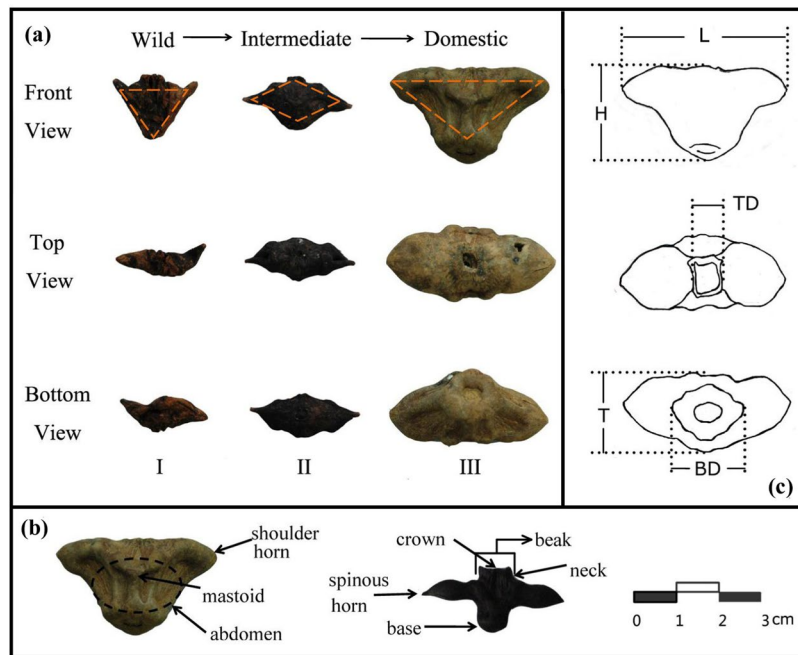 (a)
Wild → Intermediate → Domestic
Front
View
Top
View
Bottom
View
I II III
L
H
TD
T
BD
(c)
(b)
shoulder
horn
mastoid
abdomen
crown
beak
neck
spinous
horn
base
0 1 2 3 cm